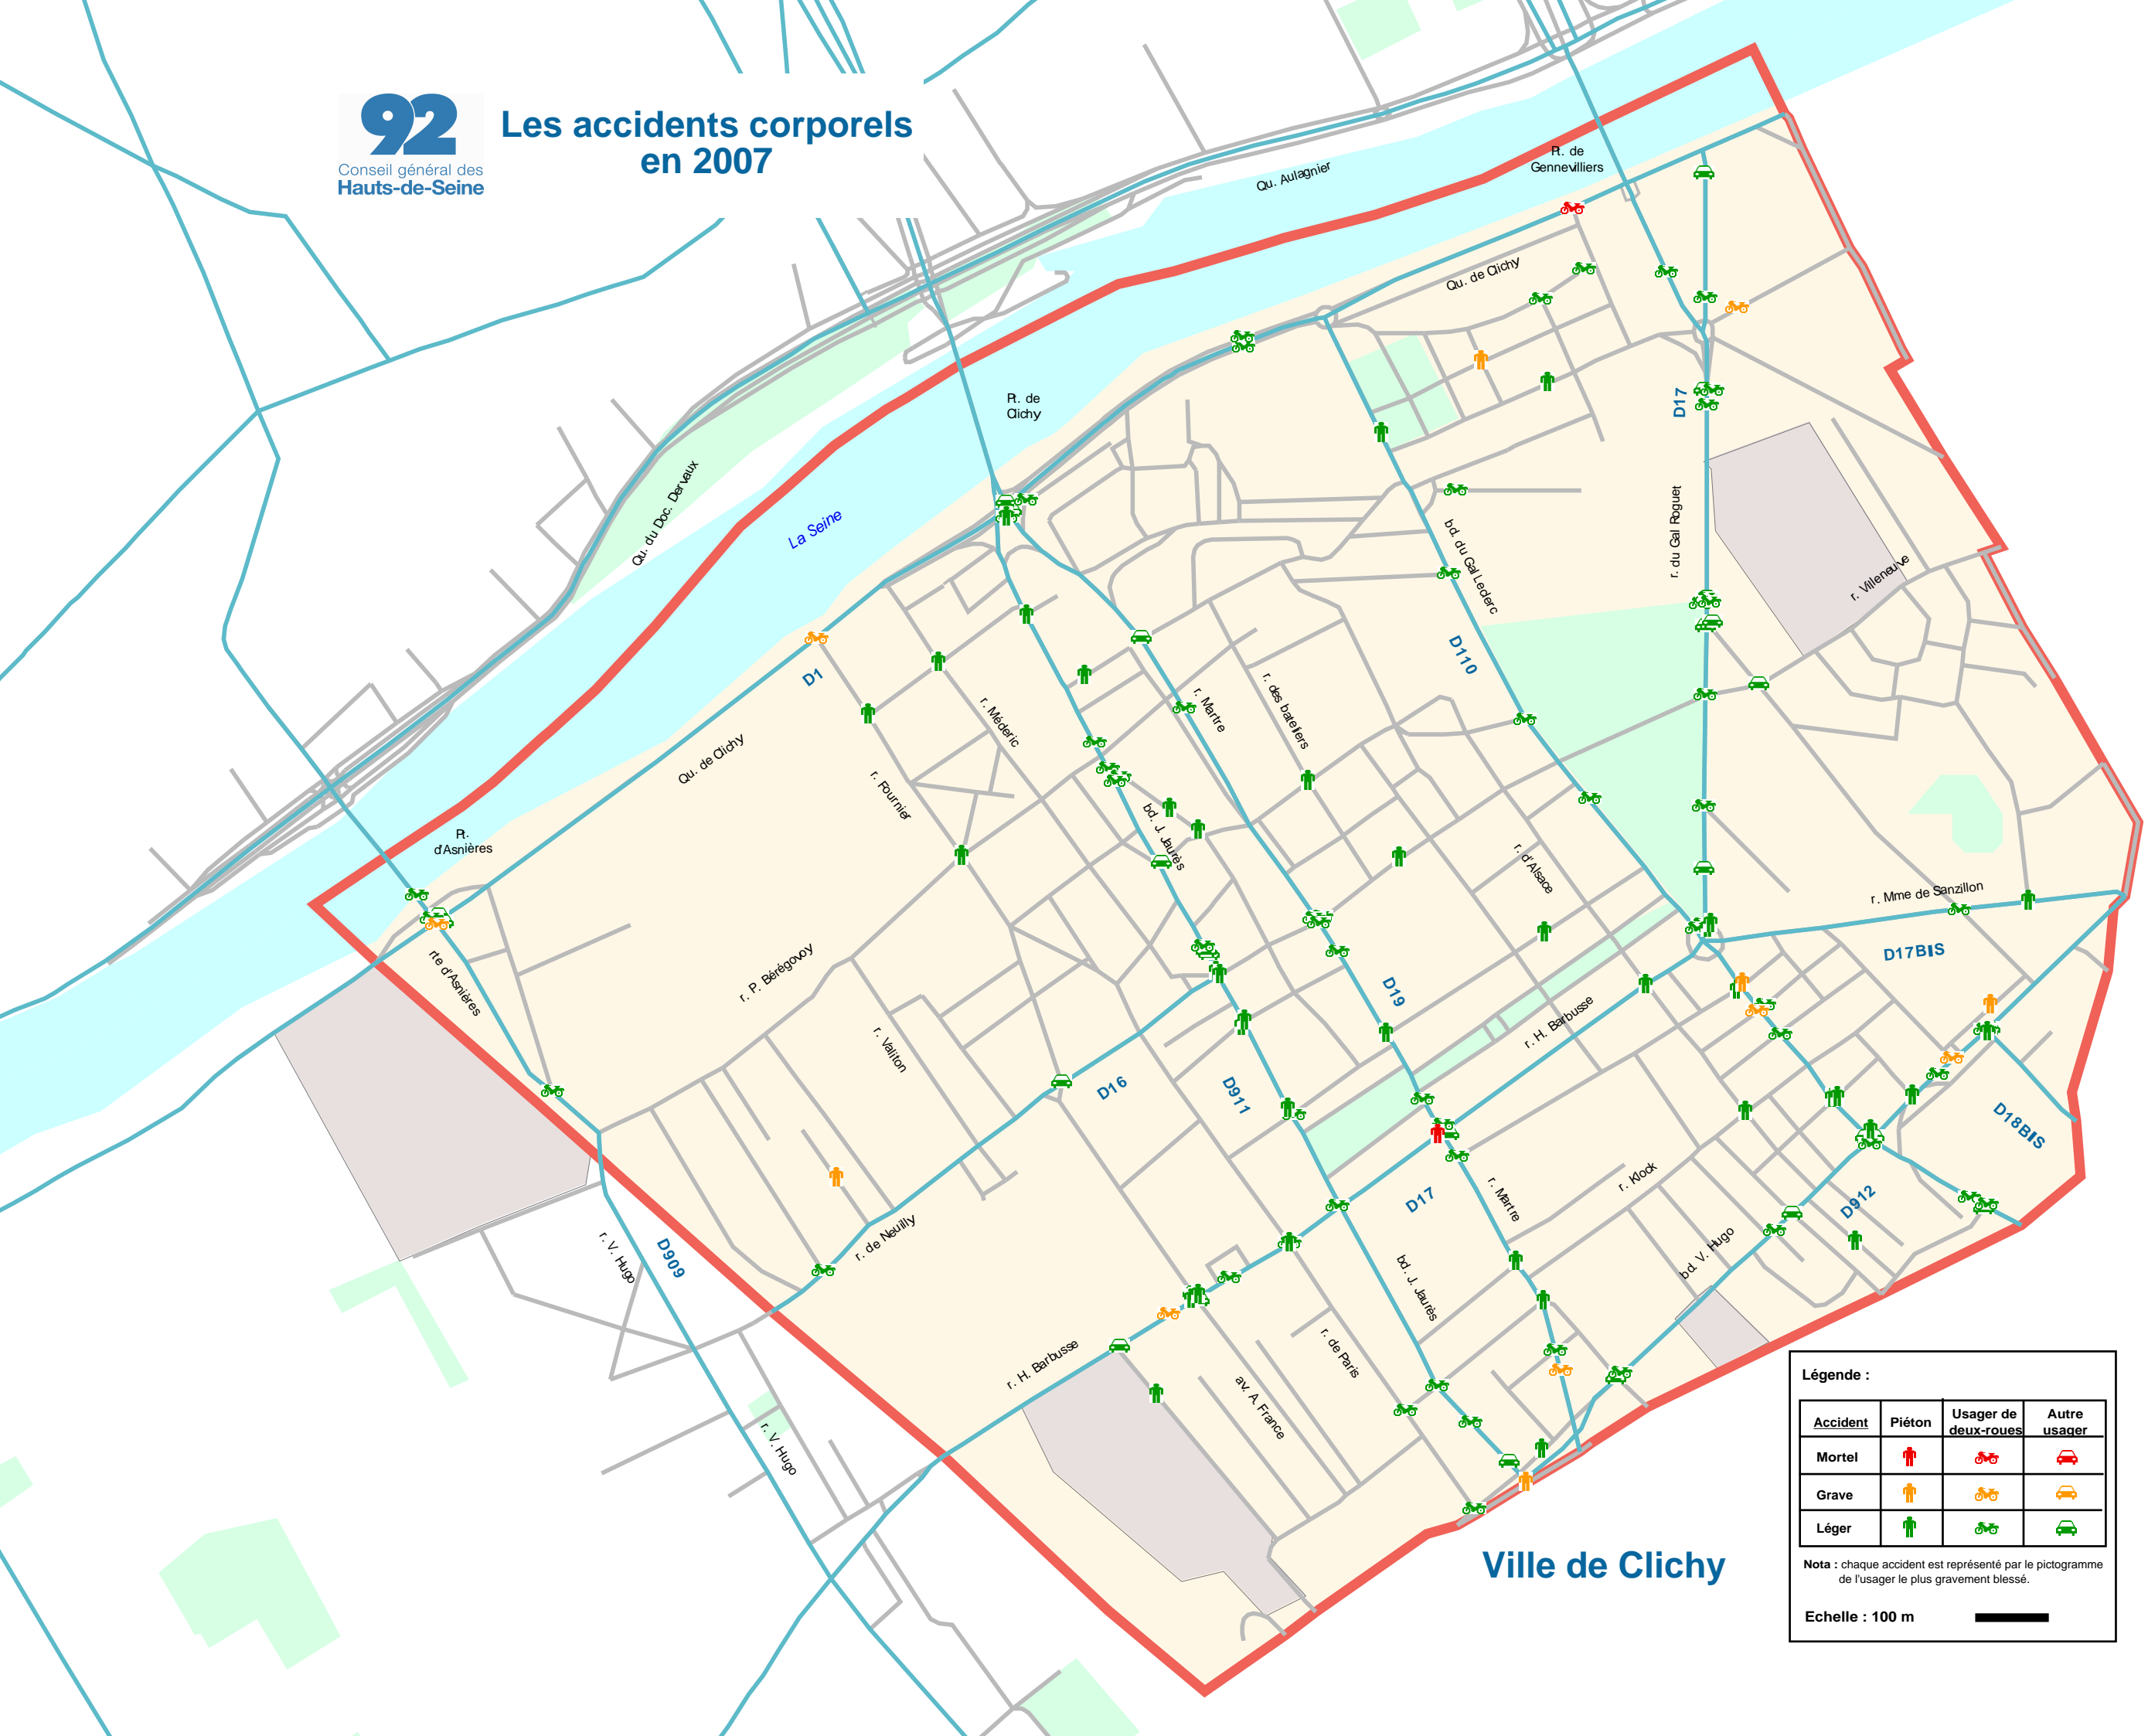 92
Conseil général des
Hauts-de-Seine
Les accidents corporels
en 2007
Pt. de
Gennevilliers
Qu. Aulagnier
Qu. de Clichy
Pt. de
Clichy
D17
Qu. du Doc. Dervaux
La Seine
bd. du Gal Leclerc
r. du Gal Roguet
r. Villeneuve
D1
D110
r. Médéric
r. Martre
r. des bateliers
Qu. de Clichy
r. Fournier
bd. J. Jaurès
Pt.
d'Asnières
r. d'Alsace
r. Mme de Sanzillon
D17BIS
rte d'Asnières
r. P. Bérégovoy
D19
r. H. Barbusse
r. Valiton
D16
D911
D18BIS
r. Klock
D17
r. Martre
D912
r. V. Hugo
D909
r. de Neuilly
bd. V. Hugo
bd. J. Jaurès
r. H. Barbusse
r. de Paris
av. A. France
r. V. Hugo
Ville de Clichy
Légende :
Accident Piéton Usager de deux-roues Autre usager
Mortel
Grave
Léger
Nota : chaque accident est représenté par le pictogramme
de l'usager le plus gravement blessé.
Echelle : 100 m